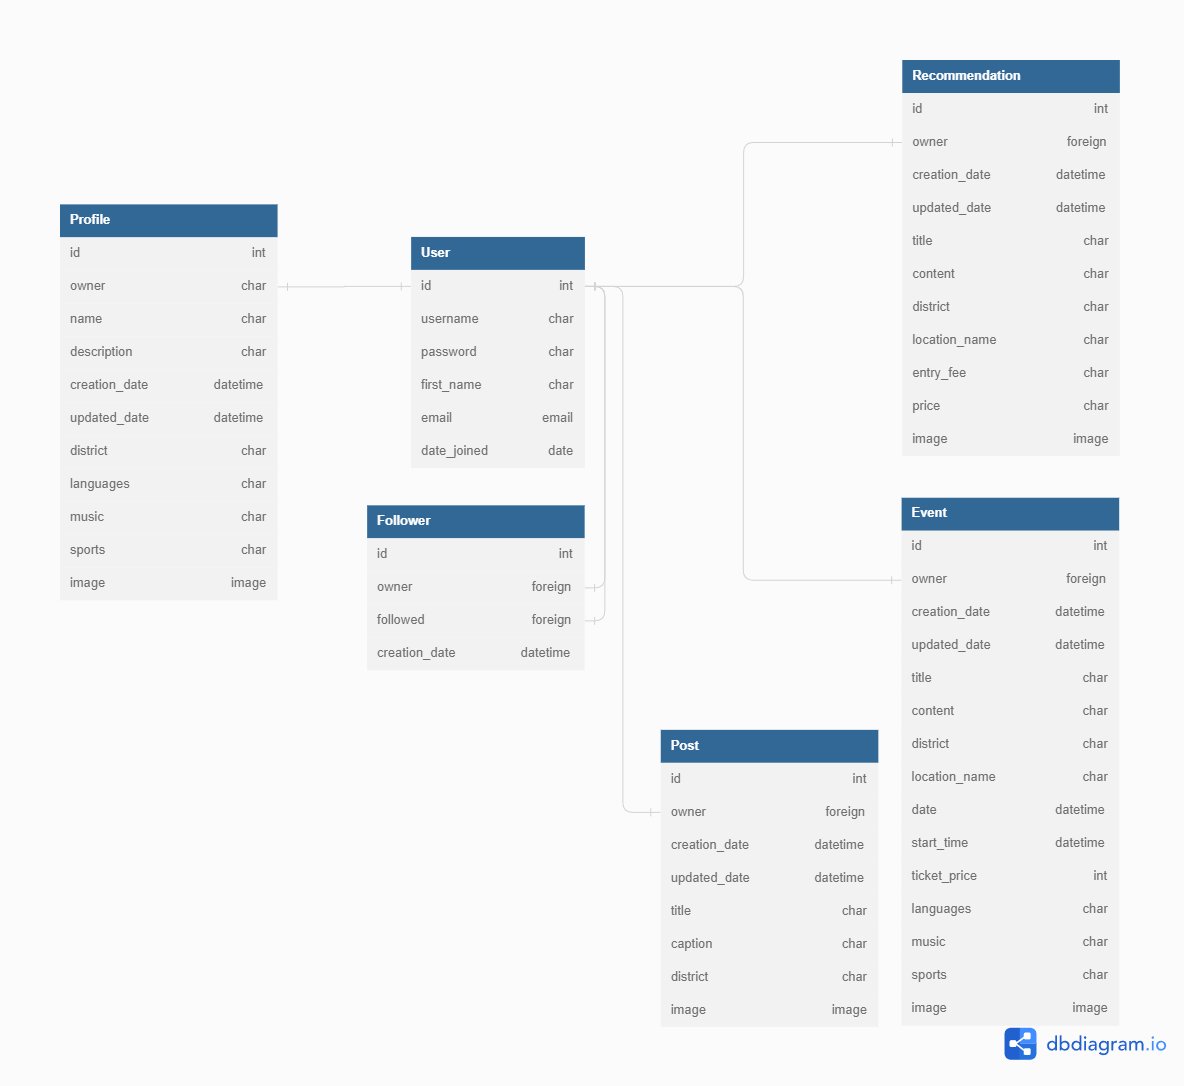 Profile
id int
owner char
name char
description char
creation_date datetime
updated_date datetime
district char
languages char
music char
sports char
image image
User
id int
username char
password char
first_name char
email email
date_joined date
Follower
id int
owner foreign
followed foreign
creation_date datetime
Recommendation
id int
owner foreign
creation_date datetime
updated_date datetime
title char
content char
district char
location_name char
entry_fee char
price char
image image
Event
id int
owner foreign
creation_date datetime
updated_date datetime
title char
content char
district char
location_name char
date datetime
start_time datetime
ticket_price int
languages char
music char
sports char
image image
Post
id int
owner foreign
creation_date datetime
updated_date datetime
title char
caption char
district char
image image
dbdiagram.io